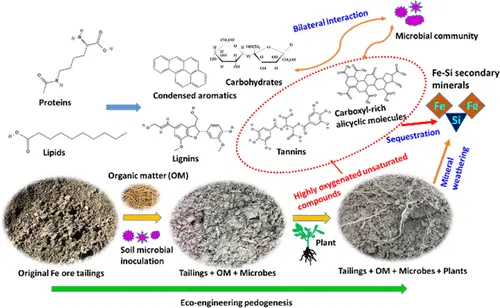 Bilateral interaction
Microbial community
Proteins
Condensed aromatics
Carbohydrates
Carboxyl-rich
alicyclic molecules
Fe-Si secondary
minerals
Fe
Fe
Si
Lipids
Lignins
Tannins
Sequestration
Highly oxygenated unsaturated
compounds
Mineral
weathering
Organic matter (OM)
Soil microbial
inoculation
Plant
Original Fe ore tailings
Tailings + OM + Microbes
Tailings + OM + Microbes + Plants
Eco-engineering pedogenesis